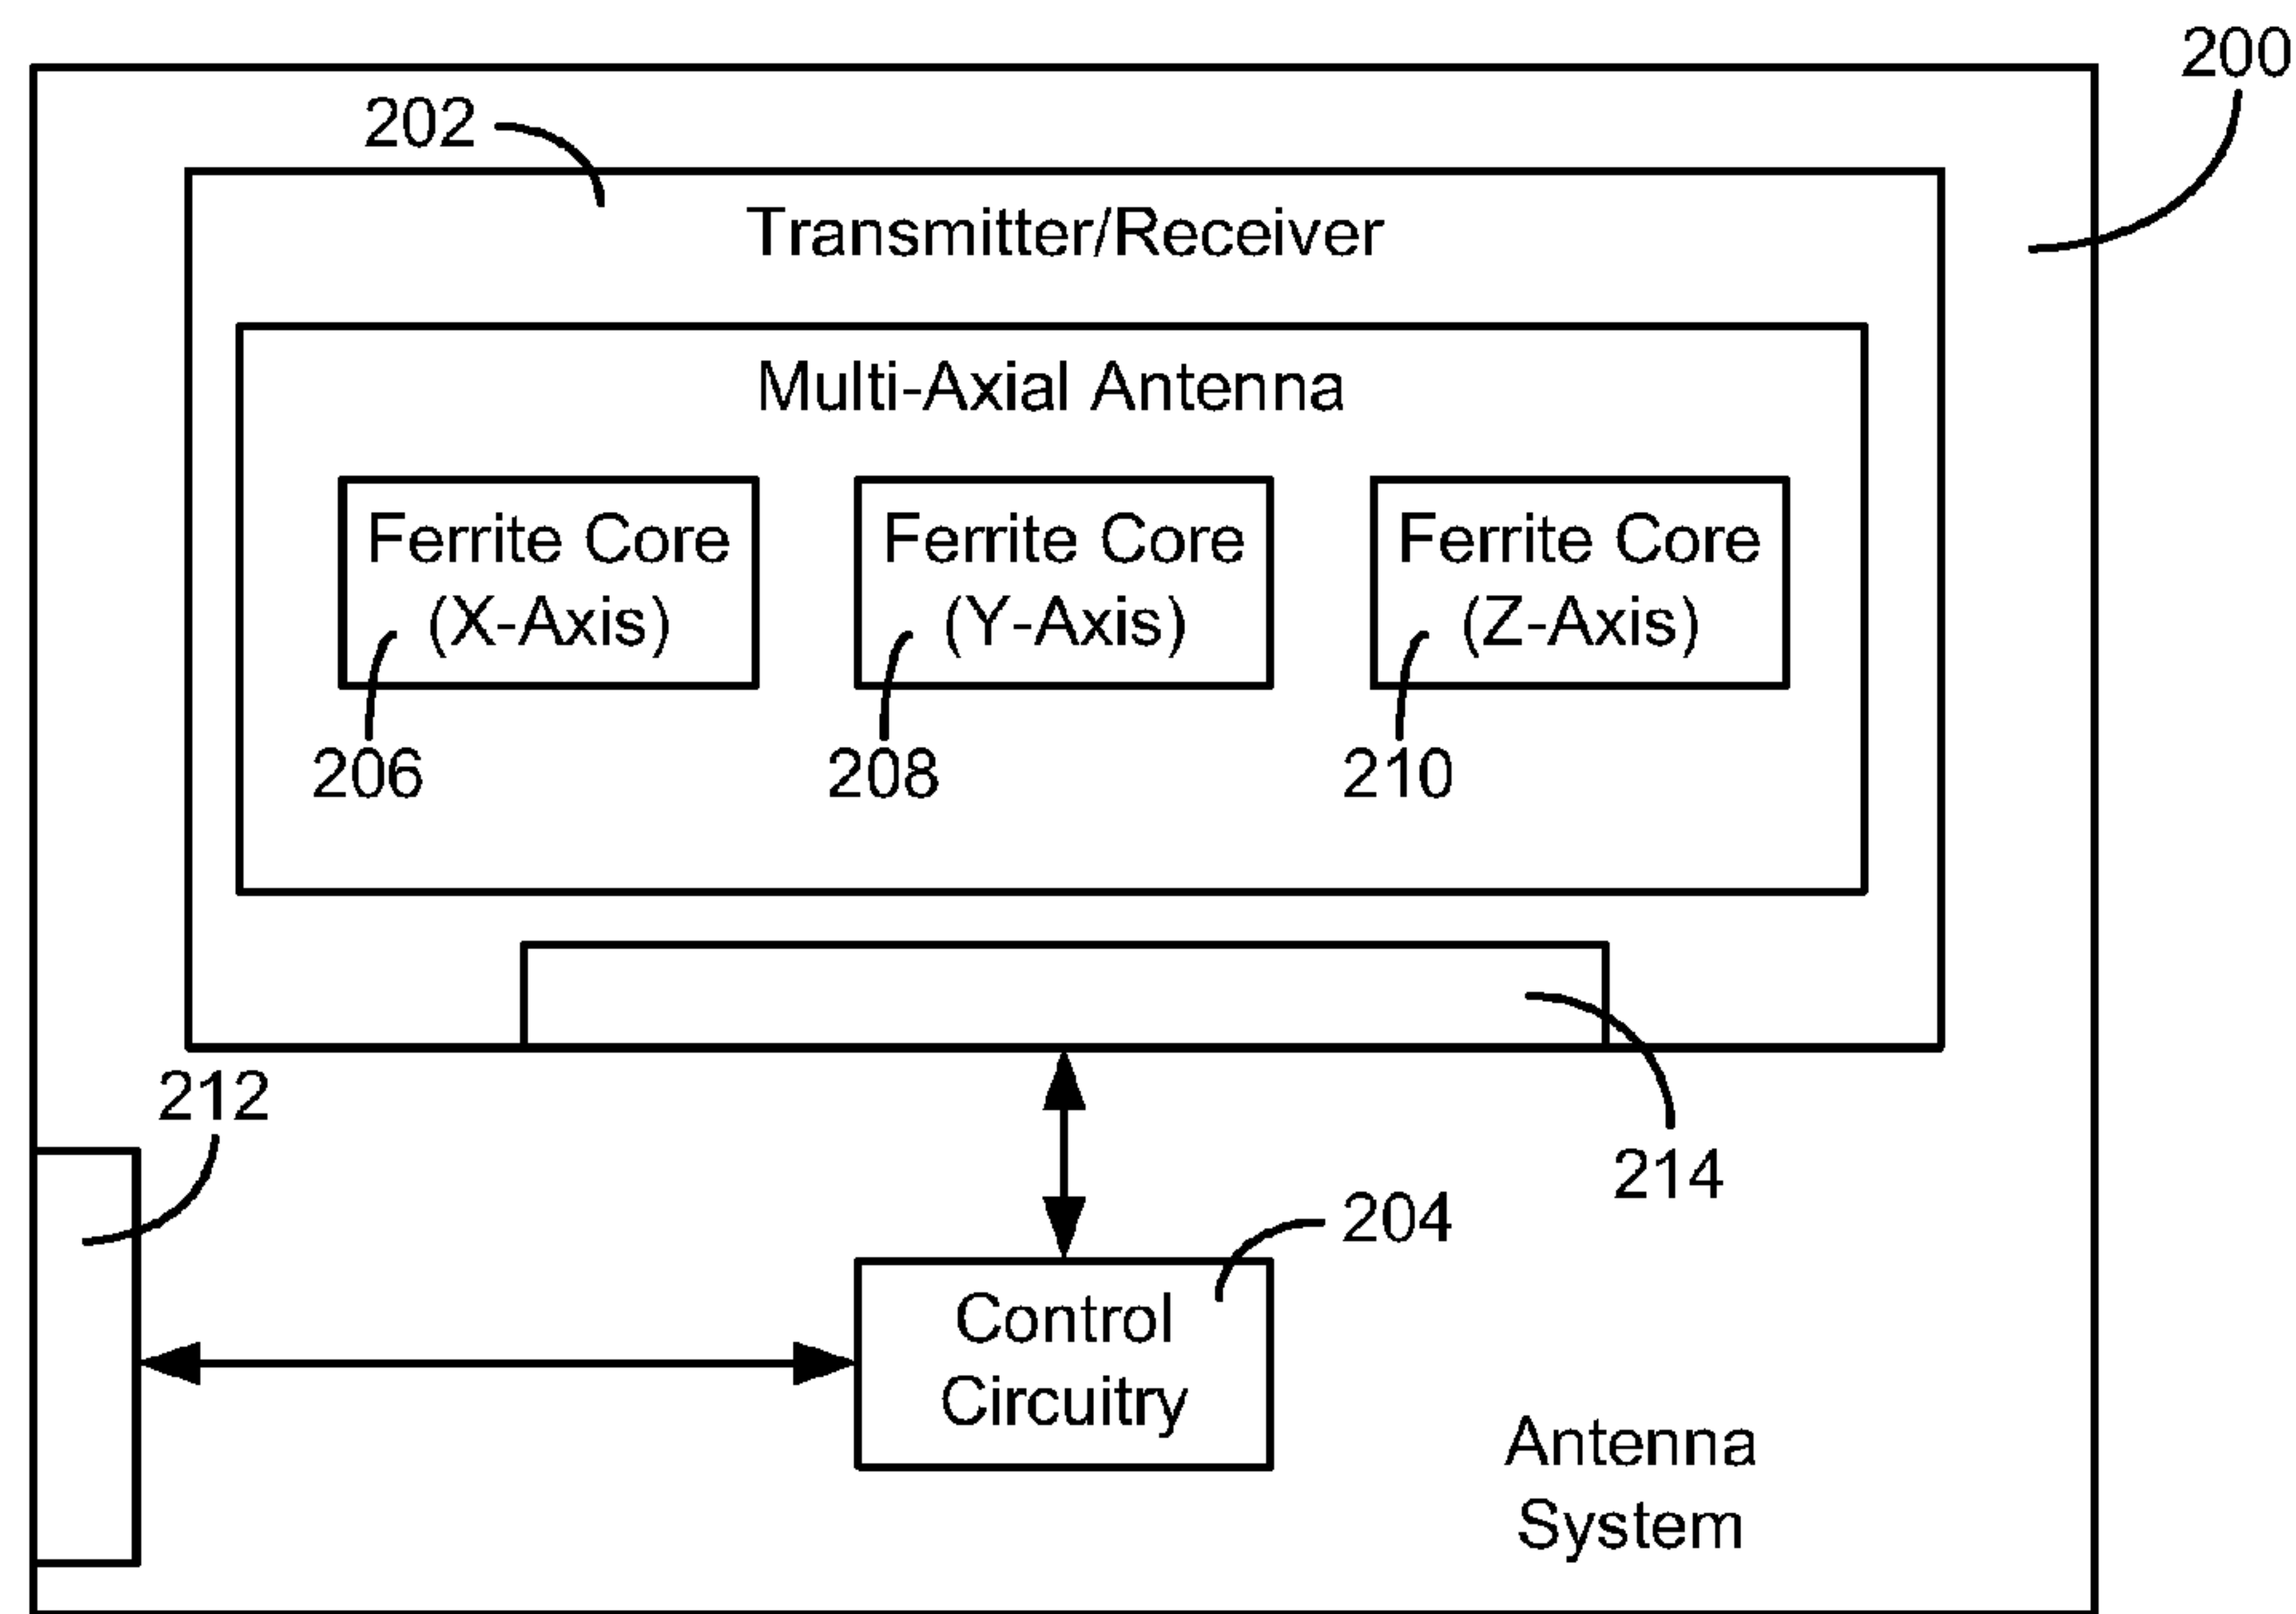 200
202
Transmitter/Receiver
Multi-Axial Antenna
Ferrite Core
(X-Axis)
Ferrite Core
(Y-Axis)
Ferrite Core
(Z-Axis)
206
208
210
212
214
204
Control
Circuitry
Antenna
System